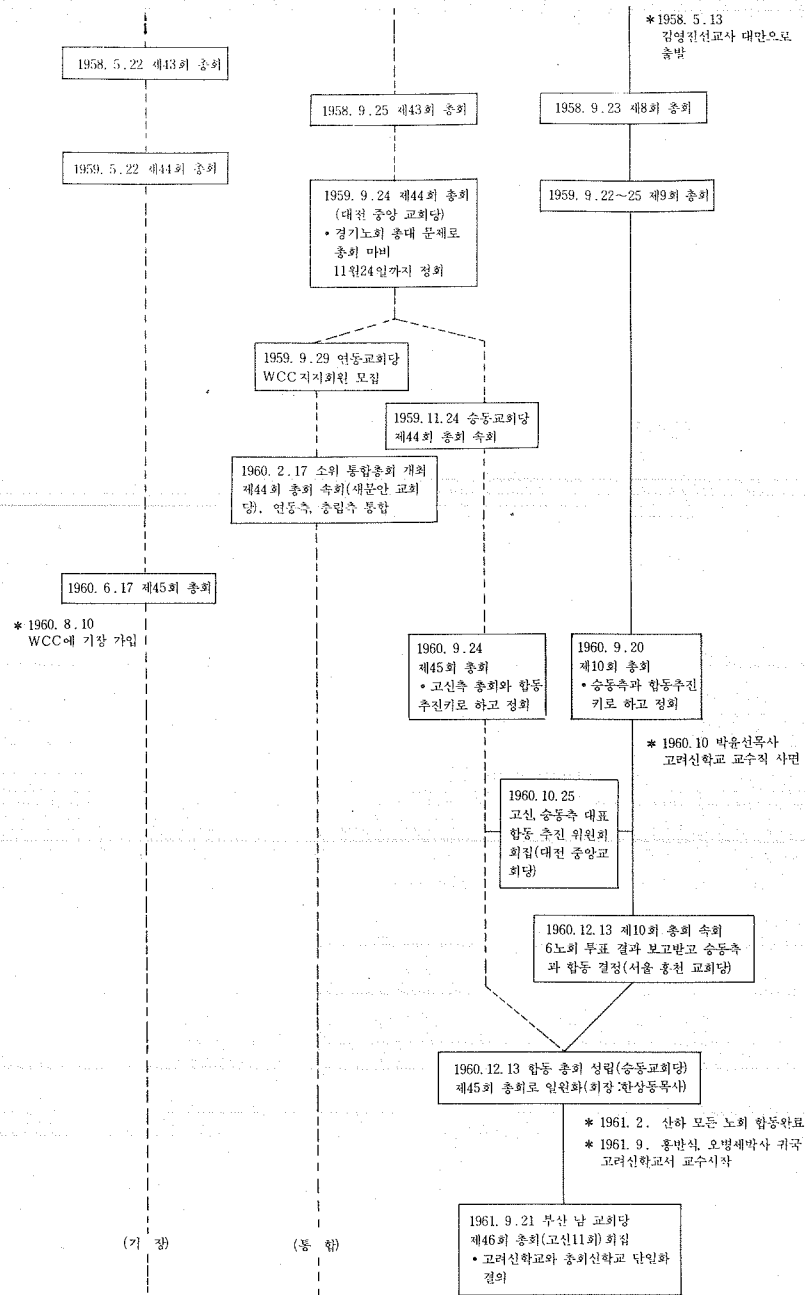 * 1958. 5.13
김영진선교사 대만으로
출발
1958. 5.22 제43회 총회
1958. 9.25 제43회 총회
1958. 9.23 제8회 총회
1959. 5.22 제44회 총회
1959. 9.24 제44회 총회
(대전 중앙 교회당)
• 경기노회 총대 문제로
총회 마비
11월24일까지 정회
1959. 9.22~25 제9회 총회
1959. 9.29 연동교회당
WCC지지회원 모집
1959.11.24 승동교회당
제44회 총회 속회
1960. 2.17 소위 통합총회 개최
제44회 총회 속회(새문안 교회
당). 연동측, 중립측 통합
1960. 6.17 제45회 총회
* 1960. 8.10
WCC에 기장 가입
1960. 9.24
제45회 총회
• 고신측 총회와 합동
추진키로 하고 정회
1960. 9.20
제10회 총회
• 승동측과 합동추진
키로 하고 정회
* 1960.10 박윤선목사
고려신학교 교수직 사면
1960.10.25
고신, 승동측 대표
합동 추진 위원회
회집(대전 중앙교
회당)
1960.12.13 제10회 총회 속회
6노회 투표 결과 보고받고 승동측
과 합동 결정(서울 흥천 교회당)
1960.12.13 합동 총회 성립(승동교회당)
제45회 총회로 일원화(회장:한상동목사)
* 1961. 2. 산하 모든 노회 합동완료
* 1961. 9. 홍반식, 오병세박사 귀국
고려신학교서 교수시작
1961. 9.21 부산 남 교회당
제46회 총회(고신11회) 회집
• 고려신학교와 총회신학교 단일화
결의
(기 장)
(통 합)